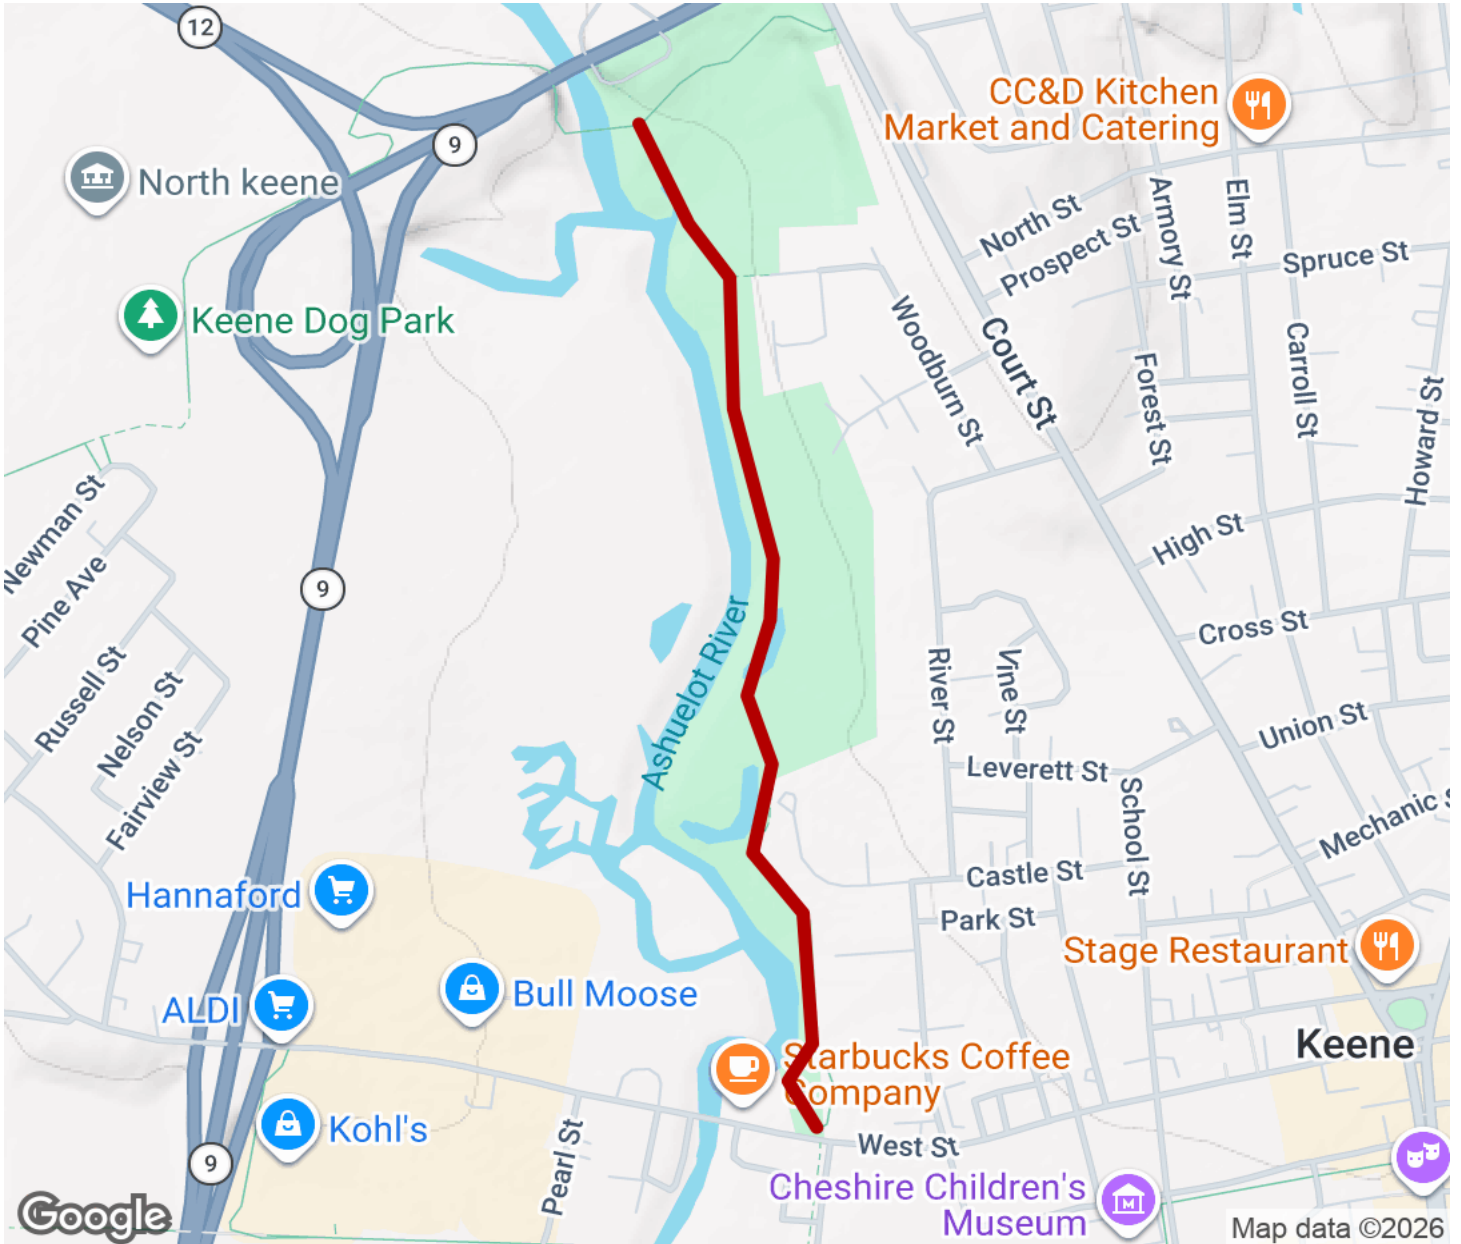 12
CC&D Kitchen
Market and Catering
9
North keene
North St
Prospect St
Armory St
Elm St
Spruce St
Keene Dog Park
Woodburn St
Court St
Forest St
Carroll St
Howard St
Newman St
High St
Pine Ave
9
Cross St
Ashuelot River
Russell St
Nelson St
Fairview St
River St
Vine St
Union St
Leverett St
School St
Mechanic
Hannaford
Castle St
Park St
Stage Restaurant
Bull Moose
ALDI
Keene
Starbucks Coffee
Company
Kohl's
West St
9
Pearl St
Cheshire Children's
Museum
Google
Map data ©2026